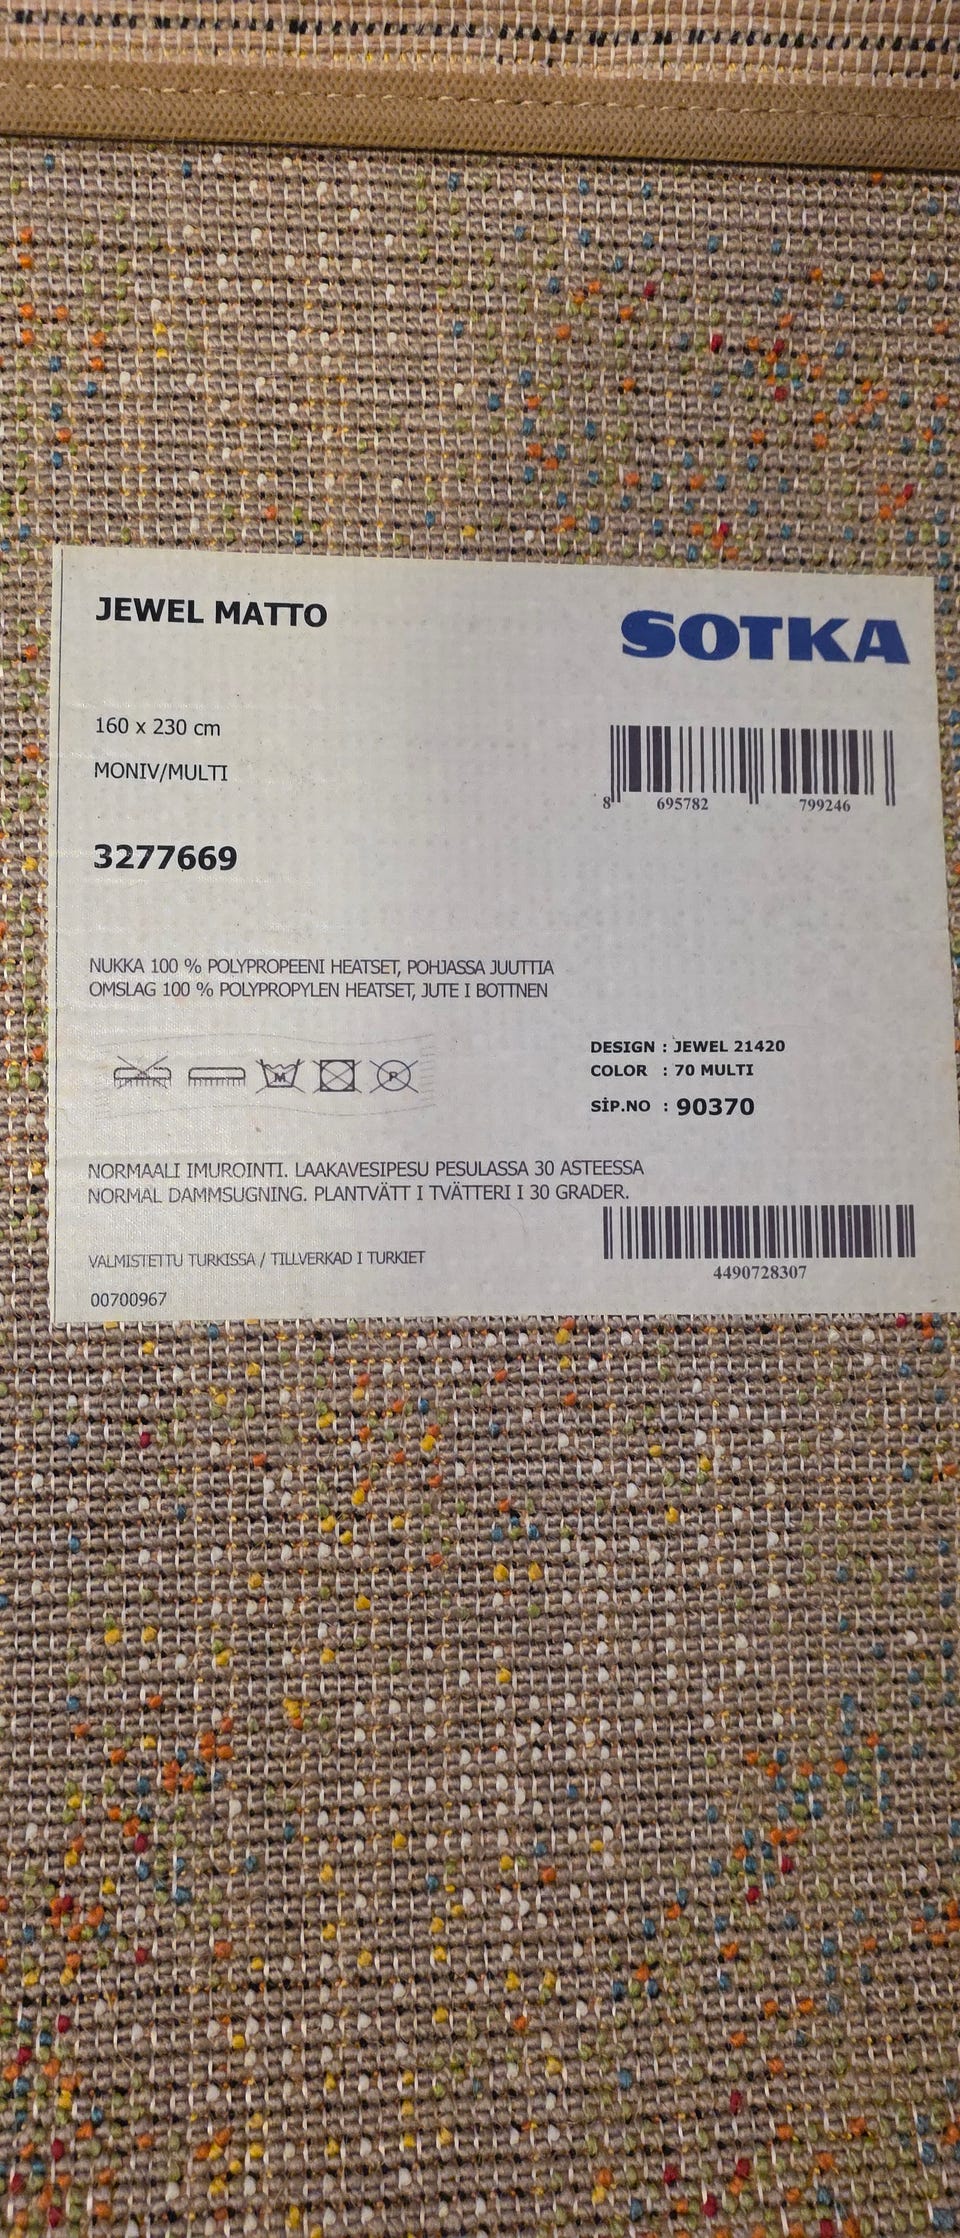 JEWEL MATTO
SOTKA
160 x 230 cm
MONIV/MULTI
8 695782 799246
3277669
NUKKA 100 % POLYPROPEENI HEATSET, POHJASSA JUUTTIA
OMSLAG 100 % POLYPROPYLEN HEATSET, JUTE I BOTTNEN
M
P
DESIGN : JEWEL 21420
COLOR : 70 MULTI
SİP.NO : 90370
NORMAALI IMUROINTI. LAAKAVESIPESU PESULASSA 30 ASTEESSA
NORMAL DAMMSUGNING. PLANTVÄTT I TVÄTTERI I 30 GRADER.
4490728307
VALMISTETTU TURKISSA / TILLVERKAD I TURKIET
00700967